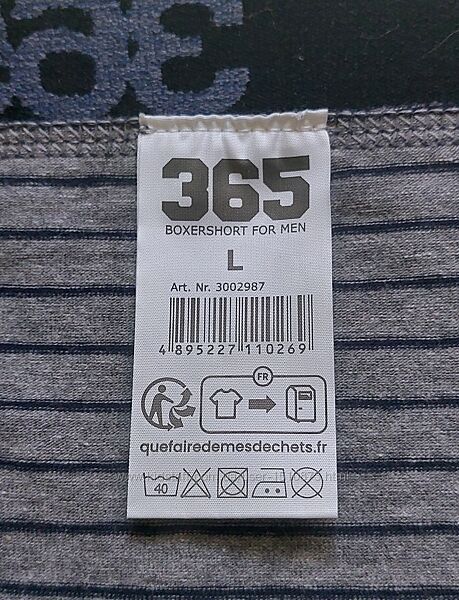 365
BOXERSHORT FOR MEN
L
Art. Nr. 3002987
4 895227 110269
FR
quefairedemesdechets.fr
40